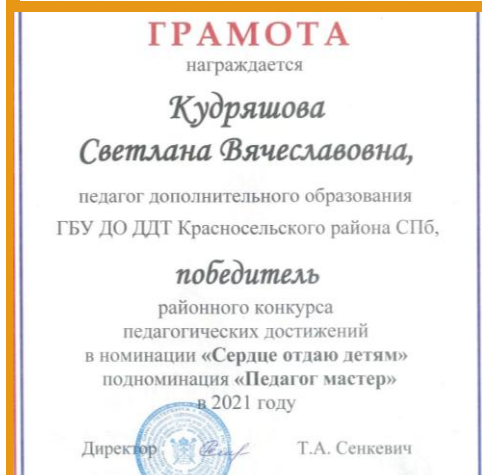 ГРАМОТА
награждается
Кудряшова
Светлана Вячеславовна,
педагог дополнительного образования
ГБУ ДО ДДТ Красносельского района СПб,
победитель
районного конкурса
педагогических достижений
в номинации «Сердце отдаю детям»
подноминация «Педагог мастер»
в 2021 году
Директор Т.А. Сенкевич